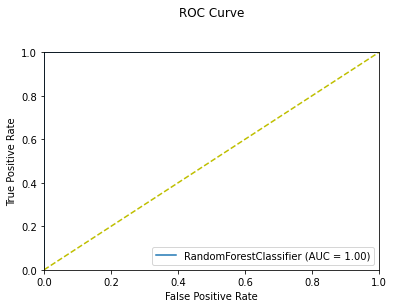 ROC Curve
1.0
0.8
0.6
0.4
0.2
0.0
True Positive Rate
RandomForestClassifier (AUC = 1.00)
0.0 0.2 0.4 0.6 0.8 1.0
False Positive Rate